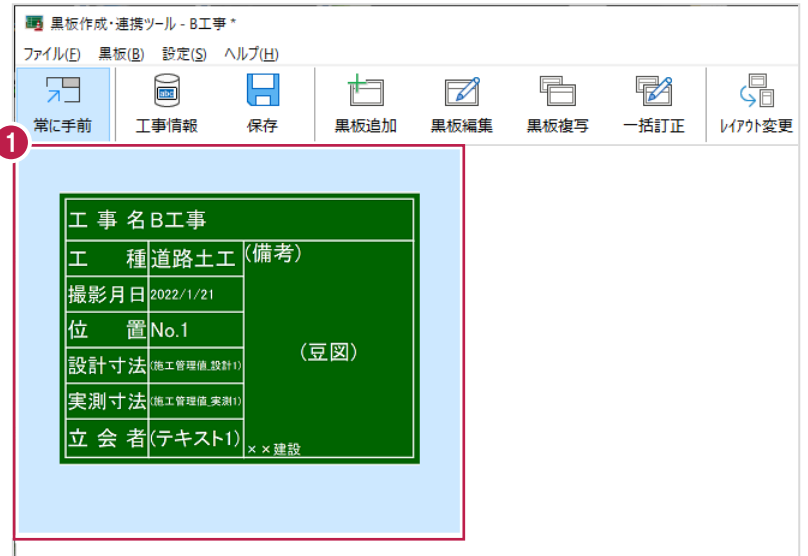 黒板作成・連携ツール - B工事 *
ファイル(F) 黒板(B) 設定(S) ヘルプ(H)
常に手前 工事情報 保存 黒板追加 黒板編集 黒板複写 一括訂正 ﾚｲｱｳﾄ変更
1
工事名 B工事
工種 道路土工 (備考)
撮影月日 2022/1/21
位置 No.1
(豆図)
設計寸法 (施工管理値_設計1)
実測寸法 (施工管理値_実測1)
立会者 (テキスト1)
××建設